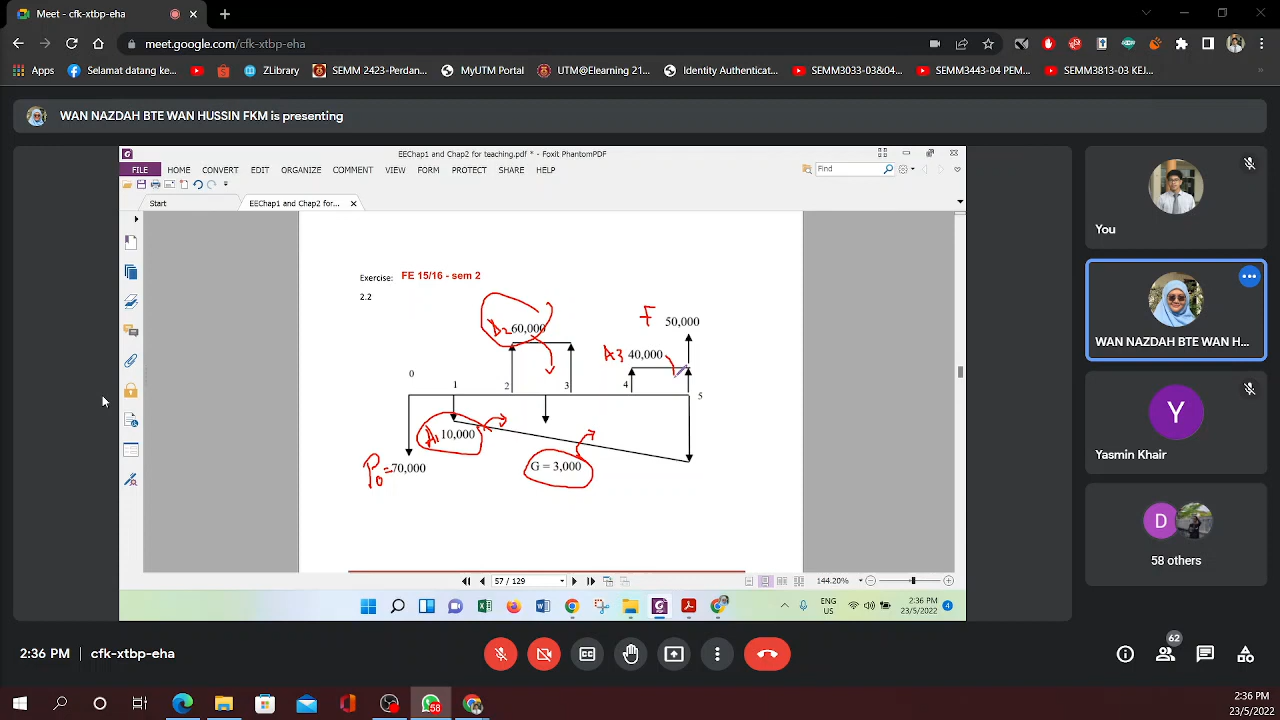 Meet - cfk-xtbp-eha
meet.google.com/cfk-xtbp-eha
Apps
Selamat datang ke...
ZLibrary
SEMM 2423-Perdan...
MyUTM Portal
UTM@Elearning 21...
Identity Authenticat...
SEMM3033-03&04...
SEMM3443-04 PEM...
SEMM3813-03 KEJ...
WAN NAZDAH BTE WAN HUSSIN FKM is presenting
EEChap1 and Chap2 for teaching.pdf * - Foxit PhantomPDF
FILE HOME CONVERT EDIT ORGANIZE COMMENT VIEW FORM PROTECT SHARE HELP
Find
Start
EEChap1 and Chap2 for...
Exercise: FE 15/16 - sem 2
2.2
F 50,000
60,000
A3 40,000
0
1
2
3
4
5
A1 10,000
G = 3,000
P0=70,000
57 / 129
144.20%
ENG
US
2:36 PM
23/5/2022
4
You
WAN NAZDAH BTE WAN H...
Y
Yasmin Khair
D
58 others
2:36 PM cfk-xtbp-eha
62
58
2:36 PM
23/5/2022